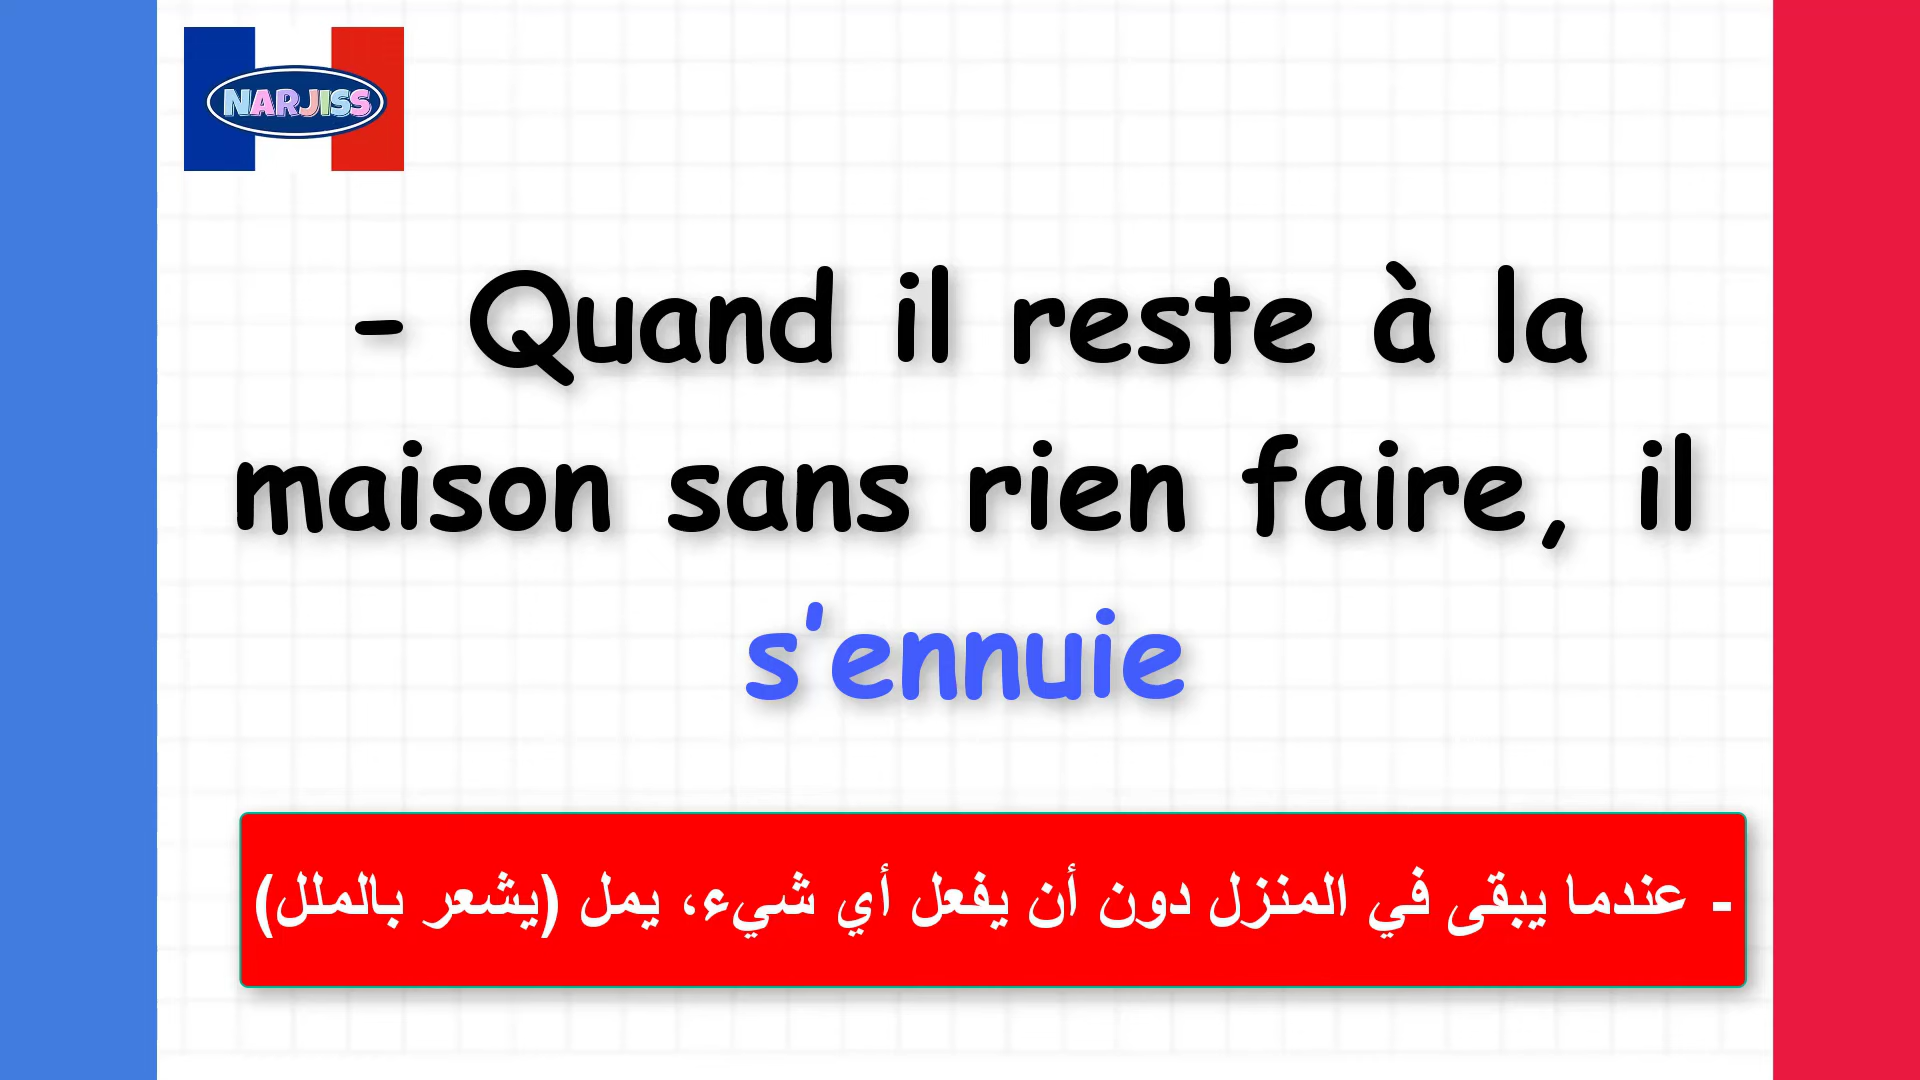 NARJISS
- Quand il reste à la
maison sans rien faire, il
s'ennuie
- عندما يبقى في المنزل دون أن يفعل أي شيء، يمل (يشعر بالملل)